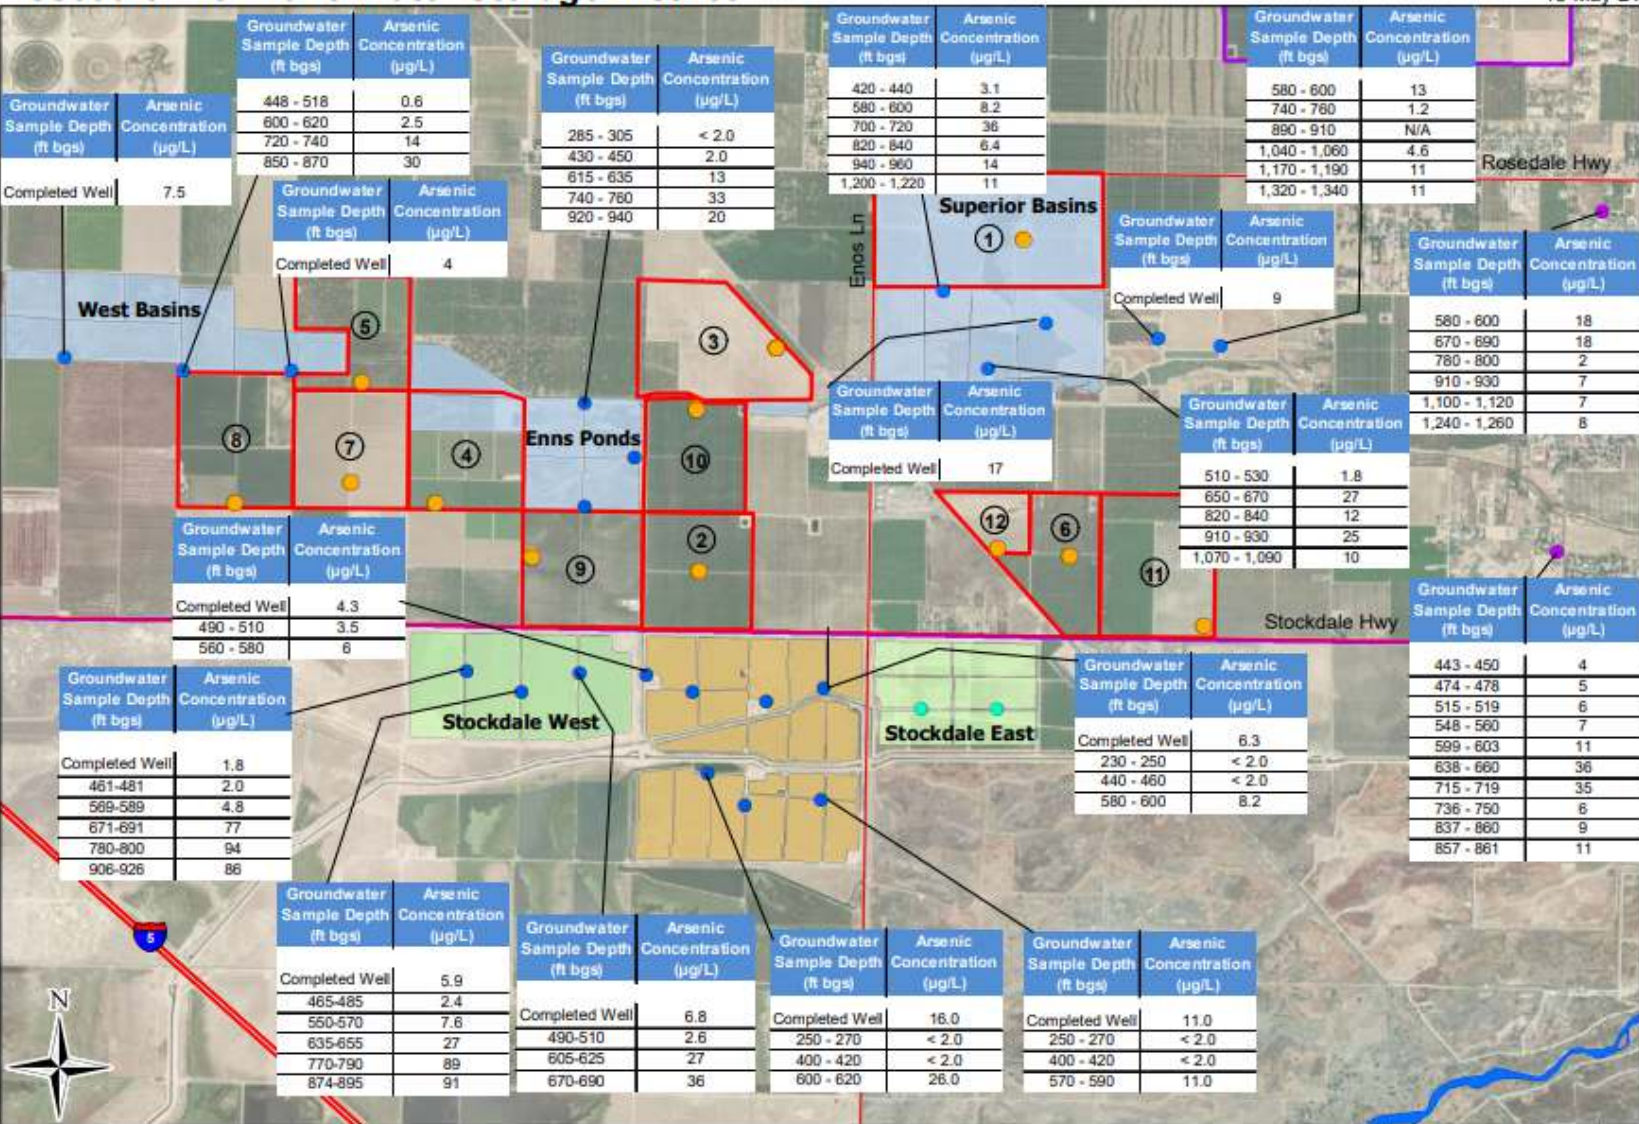 Groundwater Arsenic
Sample Depth Concentration
(ft bgs) (µg/L)
448 - 518 0.6
600 - 620 2.5
720 - 740 14
850 - 870 30
Groundwater Arsenic
Sample Depth Concentration
(ft bgs) (µg/L)
285 - 305 < 2.0
430 - 450 2.0
615 - 635 13
740 - 760 33
920 - 940 20
Groundwater Arsenic
Sample Depth Concentration
(ft bgs) (µg/L)
420 - 440 3.1
580 - 600 8.2
700 - 720 36
820 - 840 6.4
940 - 960 14
1,200 - 1,220 11
Groundwater Arsenic
Sample Depth Concentration
(ft bgs) (µg/L)
580 - 600 13
740 - 760 1.2
890 - 910 N/A
1,040 - 1,060 4.6
1,170 - 1,190 11
1,320 - 1,340 11
Rosedale Hwy
Groundwater Arsenic
Sample Depth Concentration
(ft bgs) (µg/L)
Completed Well 7.5
Groundwater Arsenic
Sample Depth Concentration
(ft bgs) (µg/L)
Completed Well 4
Enos Ln
Superior Basins
1
Groundwater Arsenic
Sample Depth Concentration
(ft bgs) (µg/L)
Completed Well 9
Groundwater Arsenic
Sample Depth Concentration
(ft bgs) (µg/L)
580 - 600 18
670 - 690 18
780 - 800 2
910 - 930 7
1,100 - 1,120 7
1,240 - 1,260 8
West Basins
5
3
8
7
4
Enns Ponds
10
Groundwater Arsenic
Sample Depth Concentration
(ft bgs) (µg/L)
Completed Well 17
Groundwater Arsenic
Sample Depth Concentration
(ft bgs) (µg/L)
510 - 530 1.8
650 - 670 27
820 - 840 12
910 - 930 25
1,070 - 1,090 10
9
2
12
6
11
Stockdale Hwy
Groundwater Arsenic
Sample Depth Concentration
(ft bgs) (µg/L)
Completed Well 4.3
490 - 510 3.5
560 - 580 6
Groundwater Arsenic
Sample Depth Concentration
(ft bgs) (µg/L)
443 - 450 4
474 - 478 5
515 - 519 6
548 - 560 7
599 - 603 11
638 - 660 36
715 - 719 35
736 - 750 6
837 - 860 9
857 - 861 11
Groundwater Arsenic
Sample Depth Concentration
(ft bgs) (µg/L)
Completed Well 1.8
461-481 2.0
569-589 4.8
671-691 77
780-800 94
906-926 86
Stockdale West
Stockdale East
Groundwater Arsenic
Sample Depth Concentration
(ft bgs) (µg/L)
Completed Well 6.3
230 - 250 < 2.0
440 - 460 < 2.0
580 - 600 8.2
5
N
Groundwater Arsenic
Sample Depth Concentration
(ft bgs) (µg/L)
Completed Well 5.9
465-485 2.4
550-570 7.6
635-655 27
770-790 89
874-895 91
Groundwater Arsenic
Sample Depth Concentration
(ft bgs) (µg/L)
Completed Well 6.8
490-510 2.6
605-625 27
670-690 36
Groundwater Arsenic
Sample Depth Concentration
(ft bgs) (µg/L)
Completed Well 16.0
250 - 270 < 2.0
400 - 420 < 2.0
600 - 620 26.0
Groundwater Arsenic
Sample Depth Concentration
(ft bgs) (µg/L)
Completed Well 11.0
250 - 270 < 2.0
400 - 420 < 2.0
570 - 590 11.0